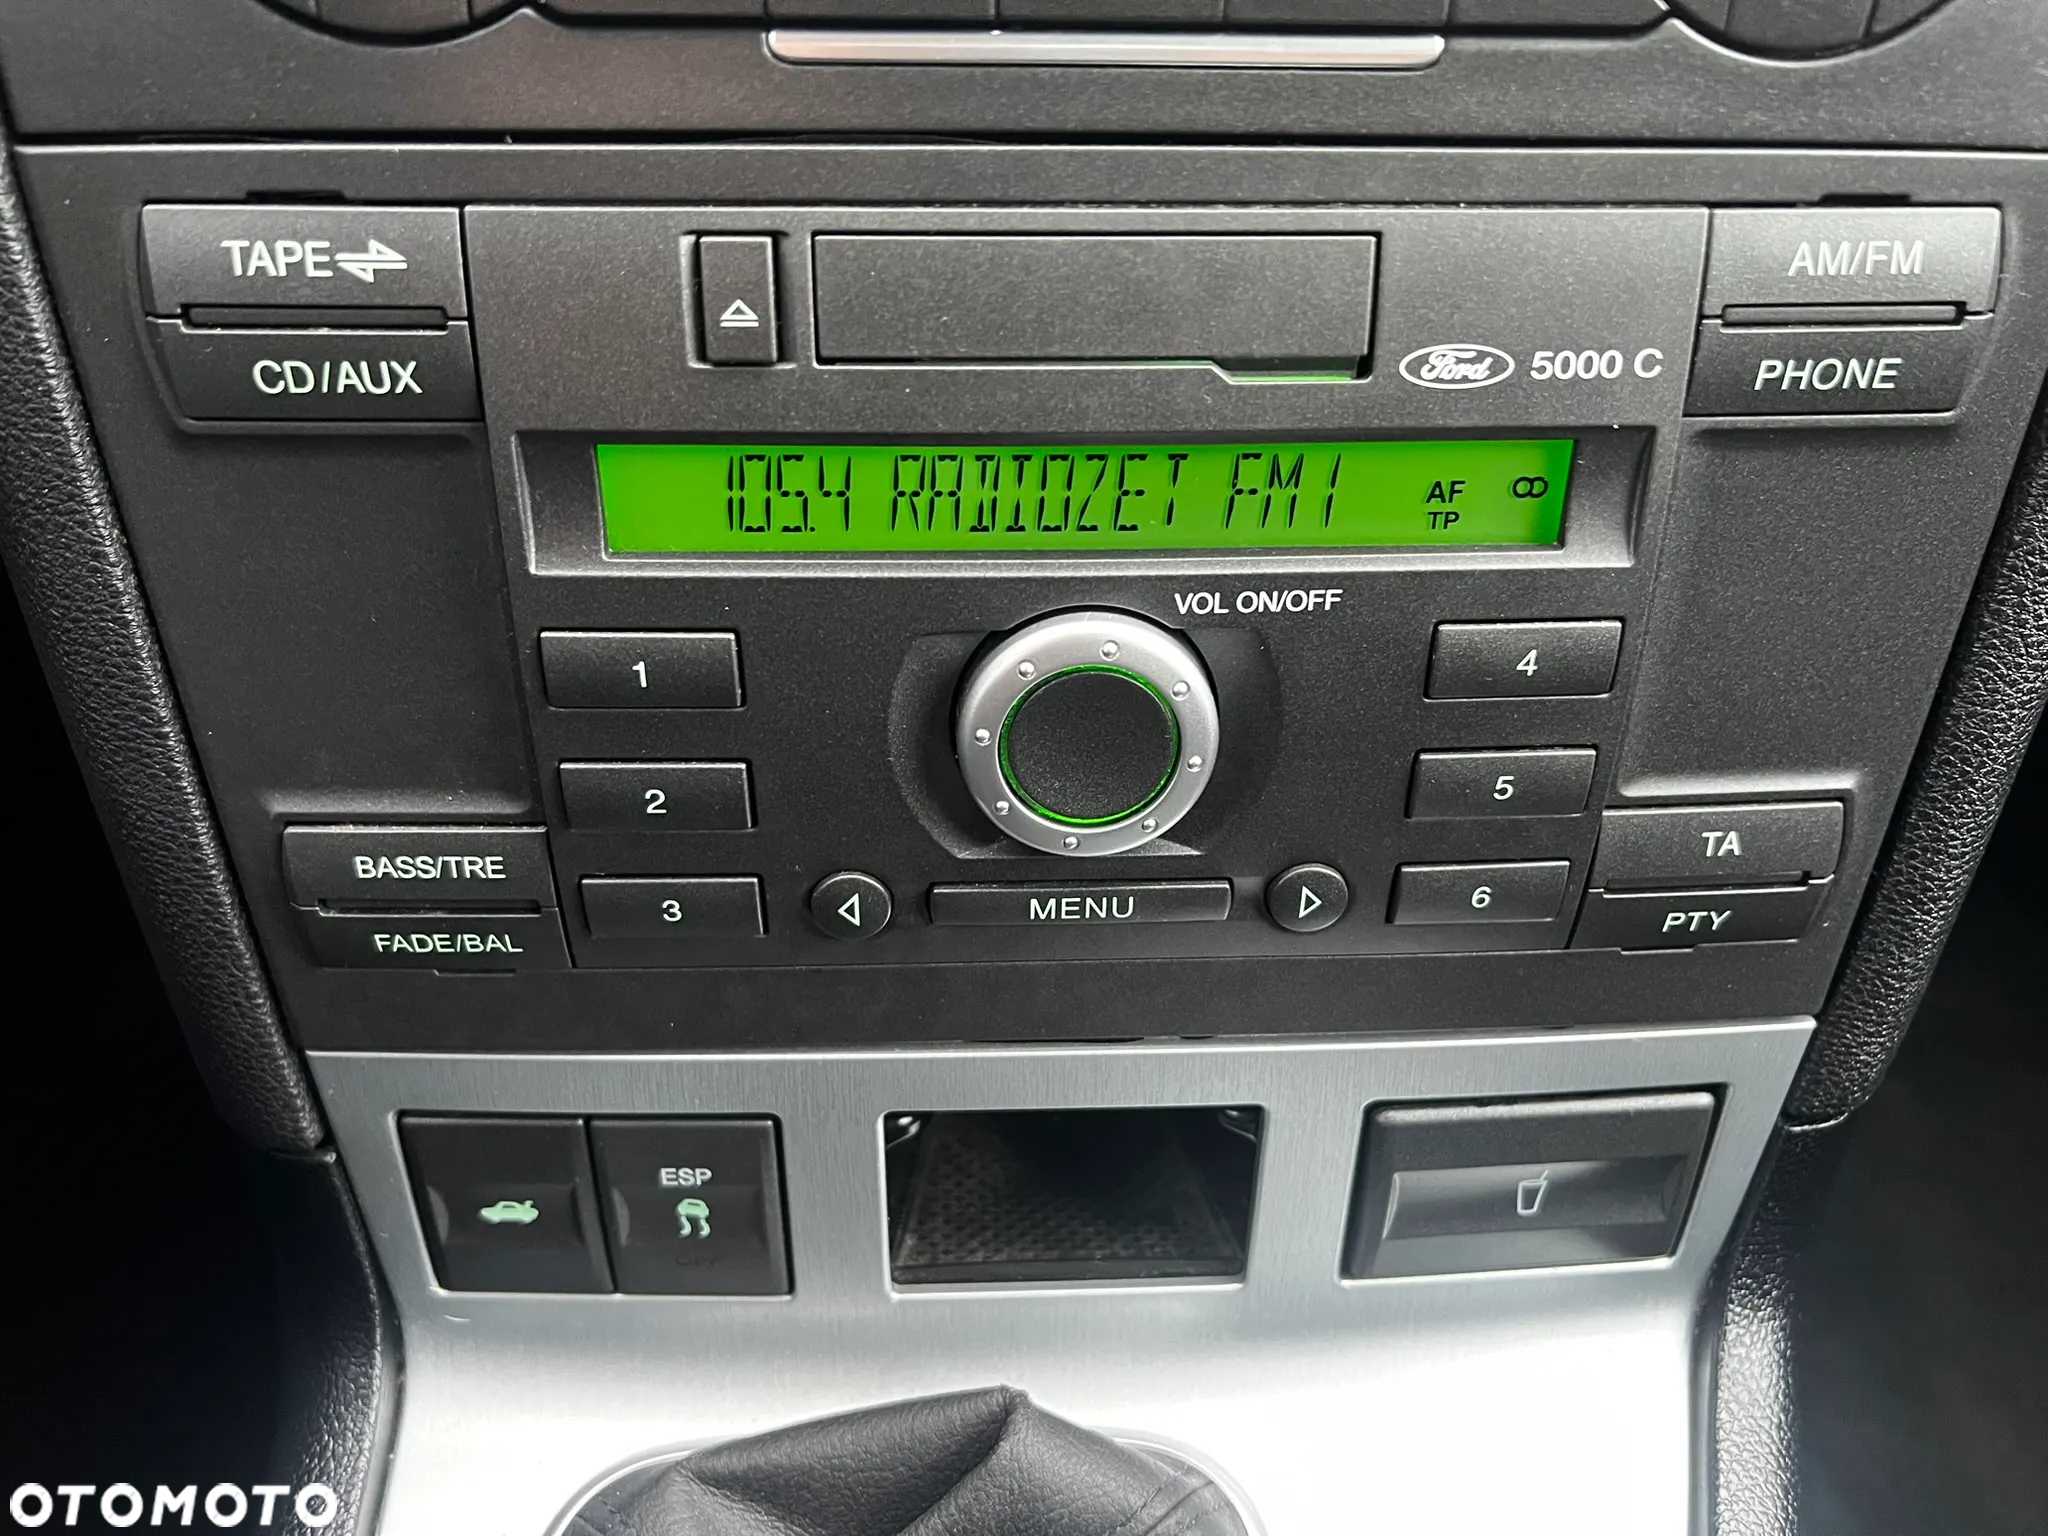 TAPE
AM/FM
CD/AUX
Ford 5000 C
PHONE
105.4 RADIOZET FM1
AF
TP
VOL ON/OFF
1
4
2
5
BASS/TRE
TA
3
MENU
6
FADE/BAL
PTY
ESP
OFF
OTOMOTO